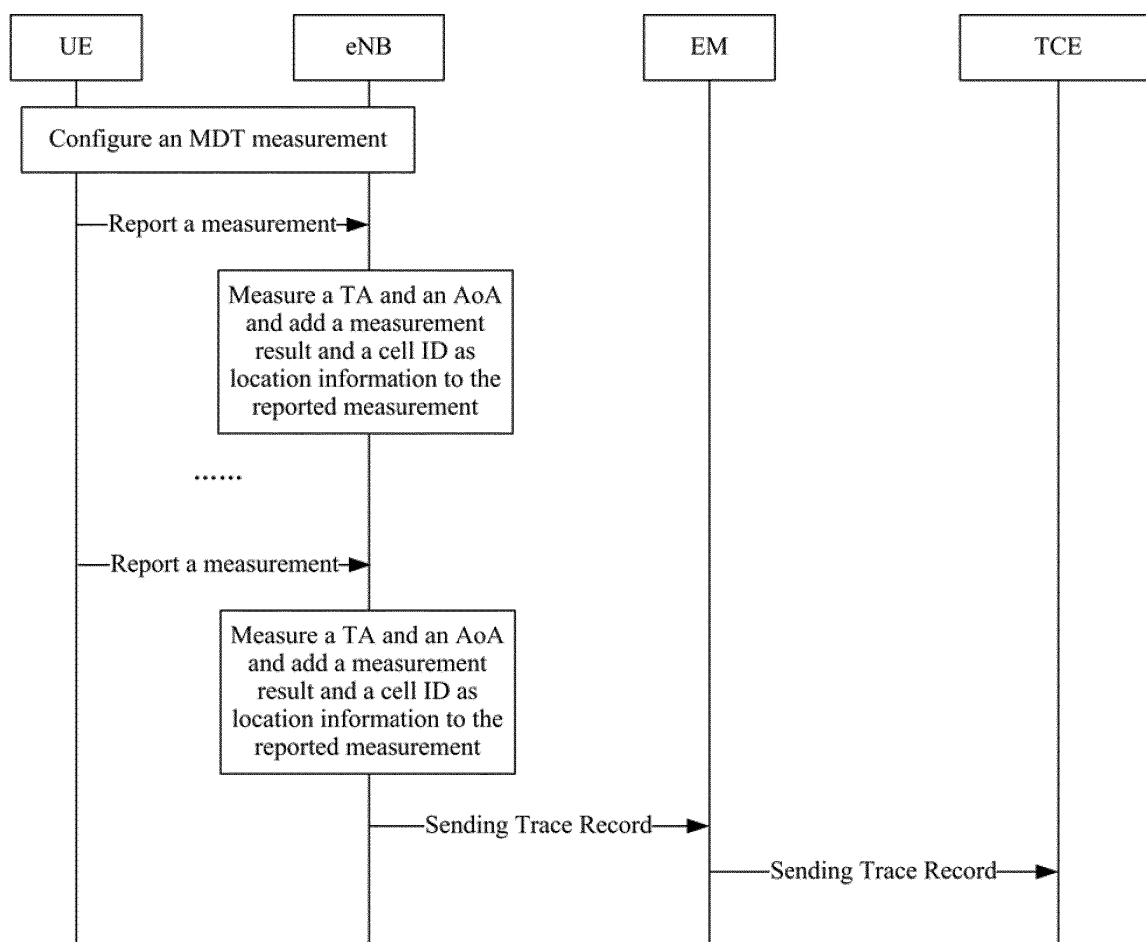 UE
eNB
EM
TCE
Configure an MDT measurement
Report a measurement
Measure a TA and an AoA
and add a measurement
result and a cell ID as
location information to the
reported measurement
......
Report a measurement
Measure a TA and an AoA
and add a measurement
result and a cell ID as
location information to the
reported measurement
Sending Trace Record
Sending Trace Record